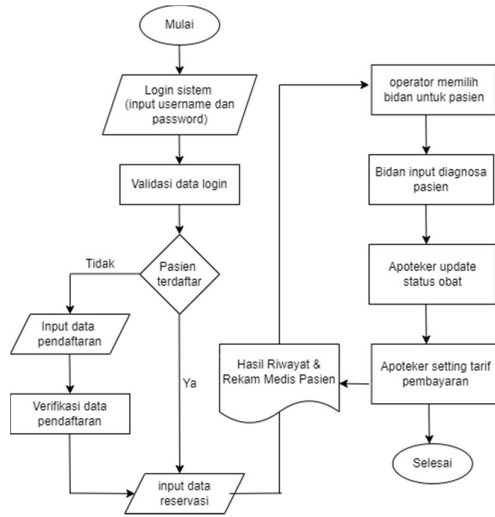 Mulai
Login sistem
(input username dan
password)
Validasi data login
Pasien
terdaftar
Tidak
Ya
Input data
pendaftaran
Verifikasi data
pendaftaran
input data
reservasi
operator memilih
bidan untuk pasien
Bidan input diagnosa
pasien
Apoteker update
status obat
Apoteker setting tarif
pembayaran
Hasil Riwayat &
Rekam Medis Pasien
Selesai